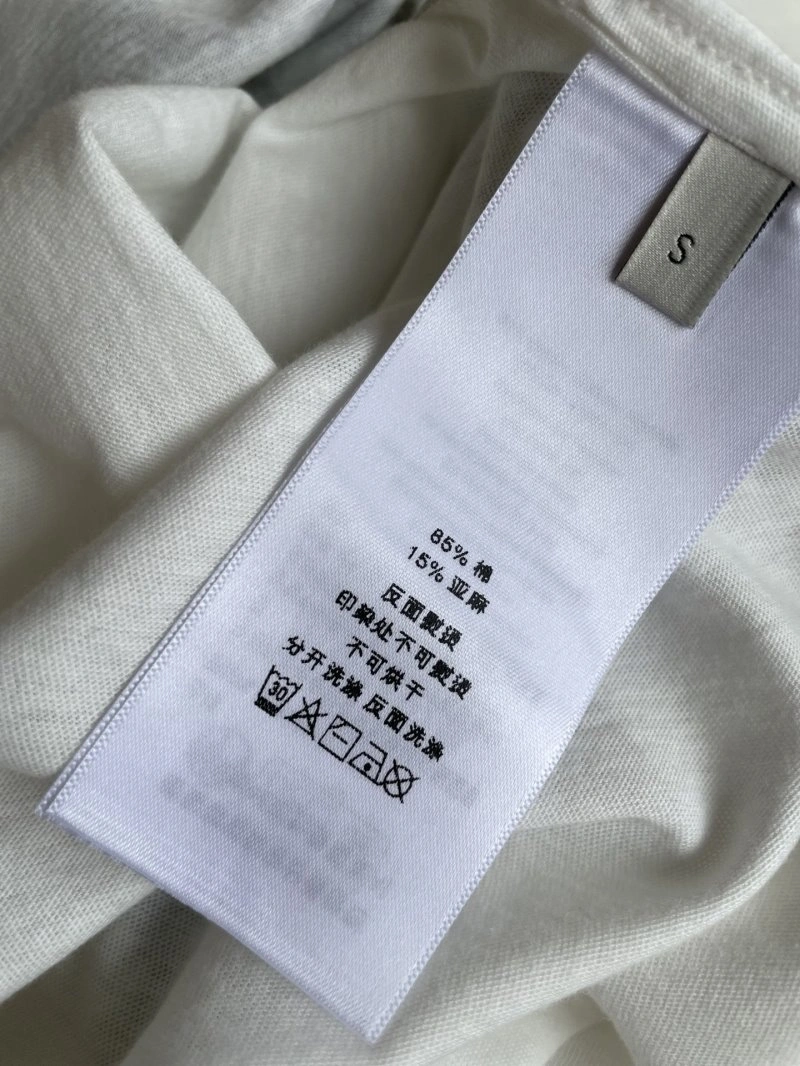 S
85% 棉
15% 亚麻
反面熨烫
印染处不可熨烫
不可烘干
分开洗涤 反面洗涤
30